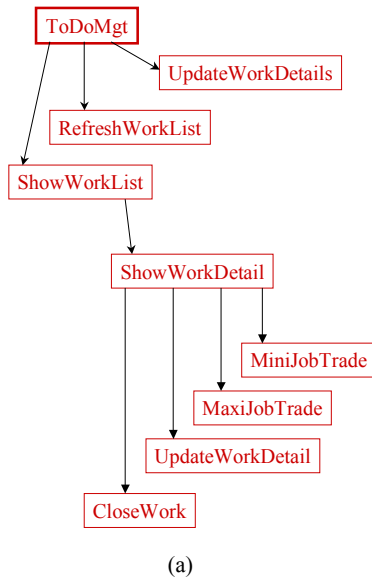 ToDoMgt
UpdateWorkDetails
RefreshWorkList
ShowWorkList
ShowWorkDetail
MiniJobTrade
MaxiJobTrade
UpdateWorkDetail
CloseWork
(a)